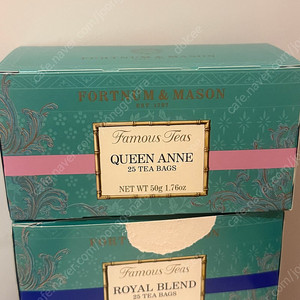 FORTNUM & MASON
EST 1707
Famous Teas
QUEEN ANNE
25 TEA BAGS
NET WT 50g 1.76oz
Famous Teas
ROYAL BLEND
25 TEA BAGS